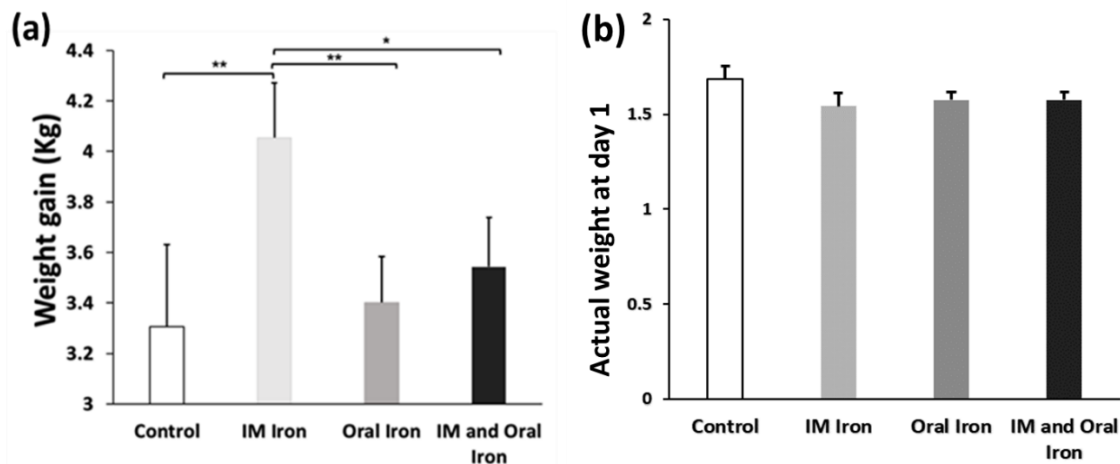 (a)
Weight gain (Kg)
4.4
4.2
4
3.8
3.6
3.4
3.2
3
**
**
*
Control
IM Iron
Oral Iron
IM and Oral
Iron
(b)
Actual weight at day 1
2
1.5
1
0.5
0
Control
IM Iron
Oral Iron
IM and Oral
Iron